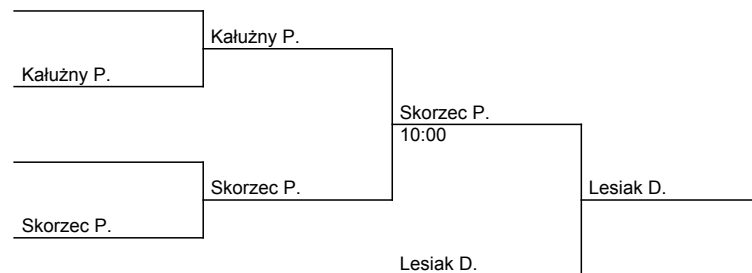 Kałużny P.
Kałużny P.
Skorzec P.
10:00
Skorzec P.
Lesiak D.
Skorzec P.
Lesiak D.